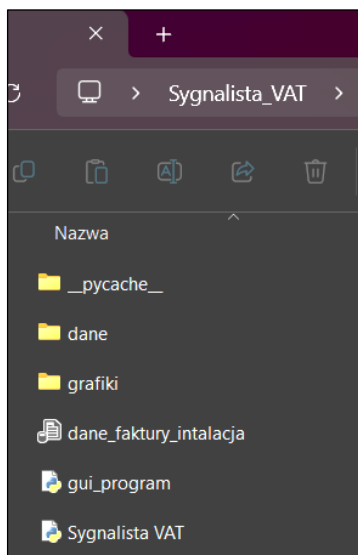 Sygnalista_VAT
Nazwa
__pycache__
dane
grafiki
dane_faktury_intalacja
gui_program
Sygnalista VAT